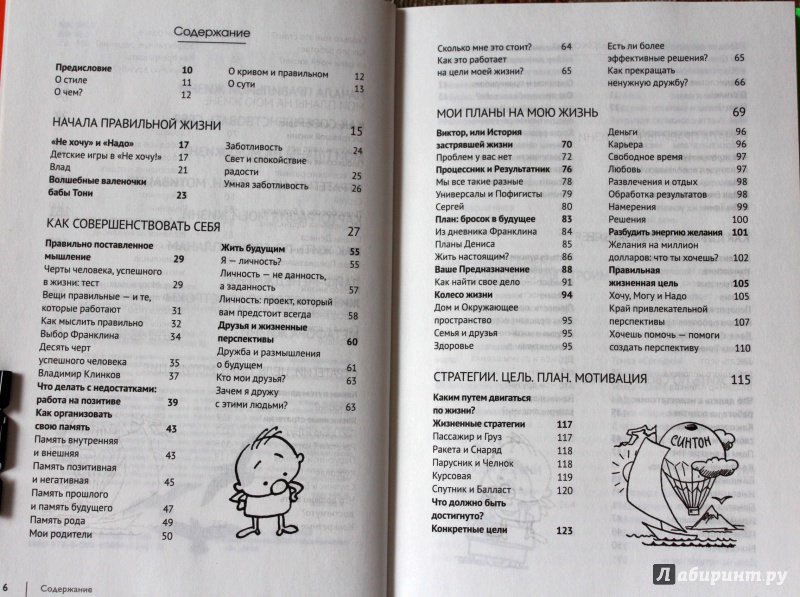 Содержание
Предисловие 10
О стиле 11
О чем? 12
О кривом и правильном 12
О сути 13
НАЧАЛА ПРАВИЛЬНОЙ ЖИЗНИ 15
«Не хочу» и «Надо» 17
Детские игры в «Не хочу!» 17
Влад 21
Волшебные валеночки
бабы Тони 23
Заботливость 24
Свет и спокойствие
радости 25
Умная заботливость 26
КАК СОВЕРШЕНСТВОВАТЬ СЕБЯ 27
Правильно поставленное
мышление 29
Черты человека, успешного
в жизни: тест 29
Вещи правильные — и те,
которые работают 31
Как мыслить правильно 32
Выбор Франклина 34
Десять черт
успешного человека 35
Владимир Клинков 37
Что делать с недостатками:
работа на позитиве 39
Как организовать
свою память 43
Память внутренняя
и внешняя 43
Память позитивная
и негативная 45
Память прошлого
и память будущего 47
Память рода 49
Мои родители 50
Жить будущим 55
Я — личность? 55
Личность — не данность,
а заданность 57
Личность: проект, который
вам предстоит всегда 58
Друзья и жизненные
перспективы 60
Дружба и размышления
о будущем 61
Кто мои друзья? 63
Зачем я дружу
с этими людьми? 63
6 Содержание
Сколько мне это стоит? 64
Как это работает
на цели моей жизни? 65
Есть ли более
эффективные решения? 65
Как прекращать
ненужную дружбу? 66
МОИ ПЛАНЫ НА МОЮ ЖИЗНЬ 69
Виктор, или История
застрявшей жизни 70
Проблем у вас нет 72
Процессник и Результатник 76
Мы все такие разные 78
Универсалы и Пофигисты 79
Сергей 80
План: бросок в будущее 83
Из дневника Франклина 84
Планы Дениса 85
Жить настоящим? 86
Ваше Предназначение 88
Как найти свое дело 91
Колесо жизни 94
Дом и Окружающее
пространство 95
Семья и друзья 95
Здоровье 95
Деньги 96
Карьера 96
Свободное время 97
Любовь 97
Развлечения и отдых 98
Обработка результатов 98
Намерения 99
Решения 100
Разбудить энергию желания 101
Желания на миллион
долларов: что ты хочешь? 102
Правильная
жизненная цель 105
Хочу, Могу и Надо 105
Край привлекательной
перспективы 107
Хочешь помочь — помоги
создать перспективу 110
СТРАТЕГИИ. ЦЕЛЬ. ПЛАН. МОТИВАЦИЯ 115
Каким путем двигаться
по жизни?
Жизненные стратегии 117
Пассажир и Груз 117
Ракета и Снаряд 118
Парусник и Челнок 118
Курсовая 119
Спутник и Балласт 120
Что должно быть
достигнуто?
Конкретные цели 123
СИНТОН
Лабиринт.ру